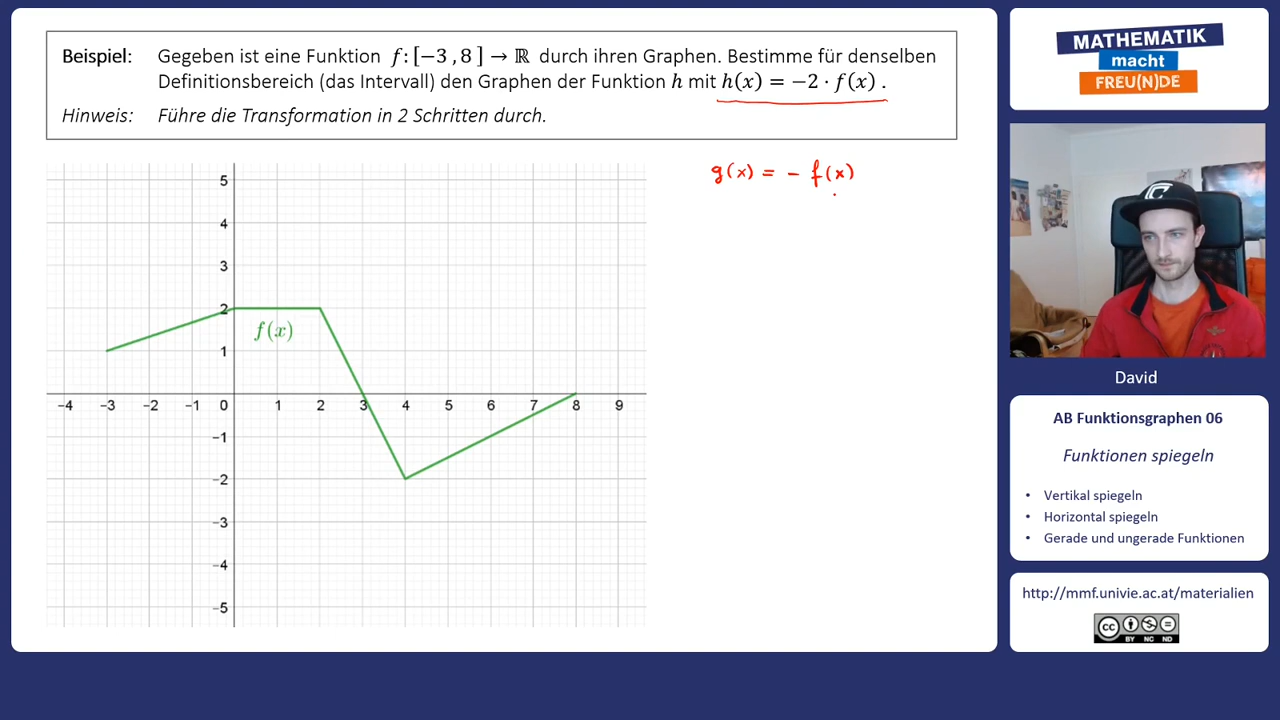 Beispiel: Gegeben ist eine Funktion f: [−3 , 8 ] → ℝ durch ihren Graphen. Bestimme für denselben
Definitionsbereich (das Intervall) den Graphen der Funktion h mit h(x) = −2 · f(x) .
Hinweis: Führe die Transformation in 2 Schritten durch.
g(x) = − f(x)
5
4
3
2
f(x)
1
−4 −3 −2 −1 0 1 2 3 4 5 6 7 8 9
−1
−2
−3
−4
−5
MATHEMATIK
macht
FREU(N)DE
C
David
AB Funktionsgraphen 06
Funktionen spiegeln
• Vertikal spiegeln
• Horizontal spiegeln
• Gerade und ungerade Funktionen
http://mmf.univie.ac.at/materialien
cc
BY NC ND